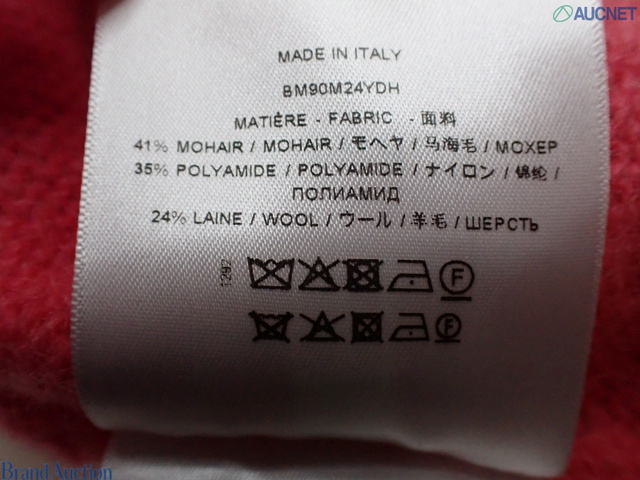 AUCNET
MADE IN ITALY
BM90M24YDH
MATIÈRE - FABRIC - 面料
41% MOHAIR / MOHAIR / モヘヤ / 马海毛 / МОХЕР
35% POLYAMIDE / POLYAMIDE / ナイロン / 锦纶 /
ПОЛИАМИД
24% LAINE / WOOL / ウール / 羊毛 / ШЕРСТЬ
1292
F
F
Brand Auction